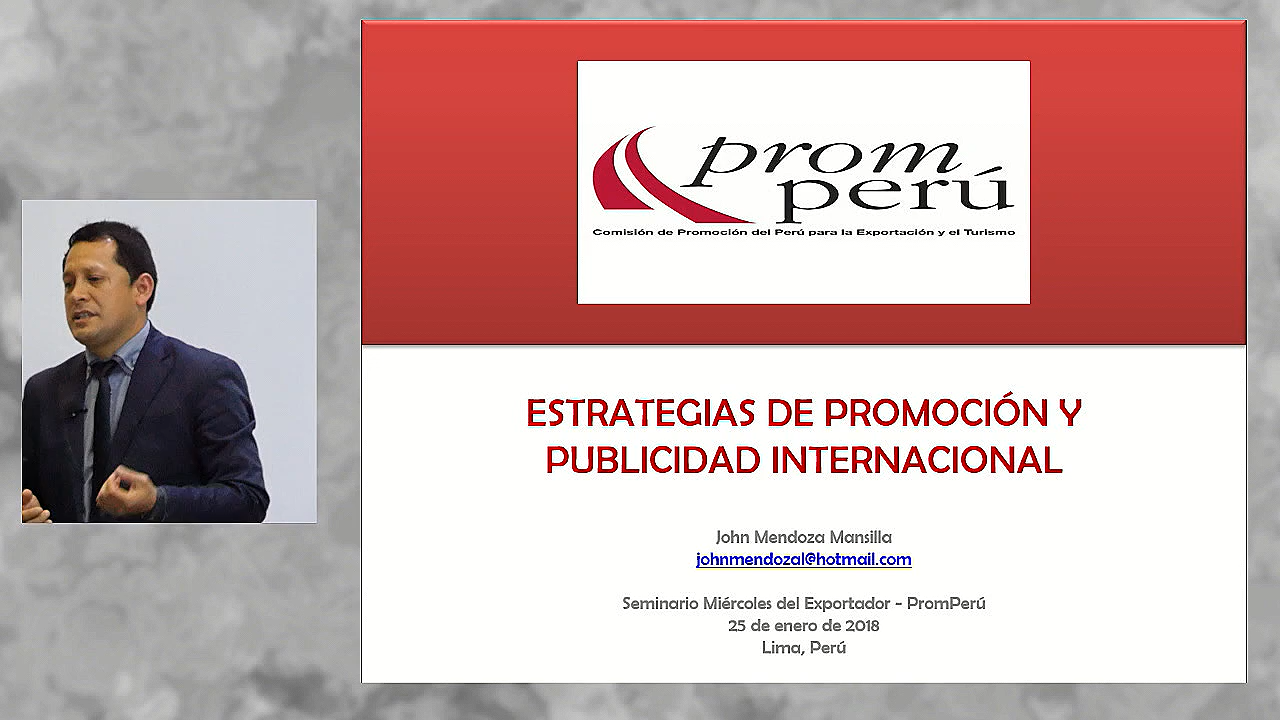 prom
perú
Comisión de Promoción del Perú para la Exportación y el Turismo
ESTRATEGIAS DE PROMOCIÓN Y
PUBLICIDAD INTERNACIONAL
John Mendoza Mansilla
johnmendozal@hotmail.com
Seminario Miércoles del Exportador - PromPerú
25 de enero de 2018
Lima, Perú